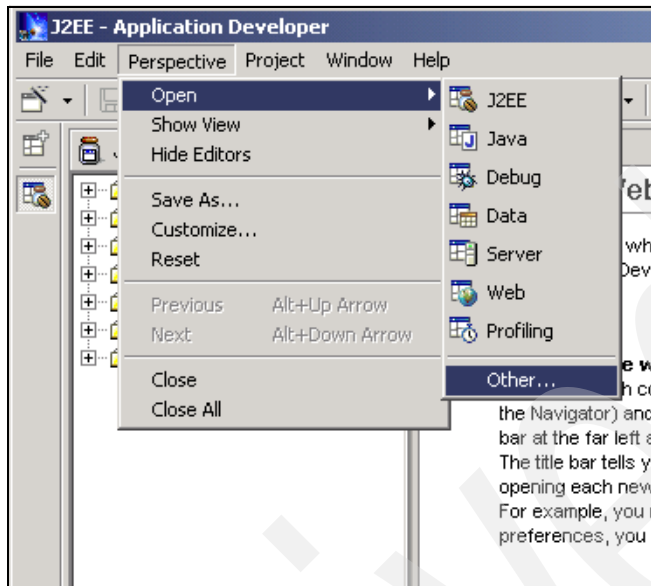 J2EE - Application Developer
File Edit Perspective Project Window Help
Open
Show View
Hide Editors
Save As...
Customize...
Reset
Previous Alt+Up Arrow
Next Alt+Down Arrow
Close
Close All
J2EE
Java
Debug
Data
Server
Web
Profiling
Other...
the Navigator) and
bar at the far left
The title bar tells
opening each new
For example, you
preferences, you